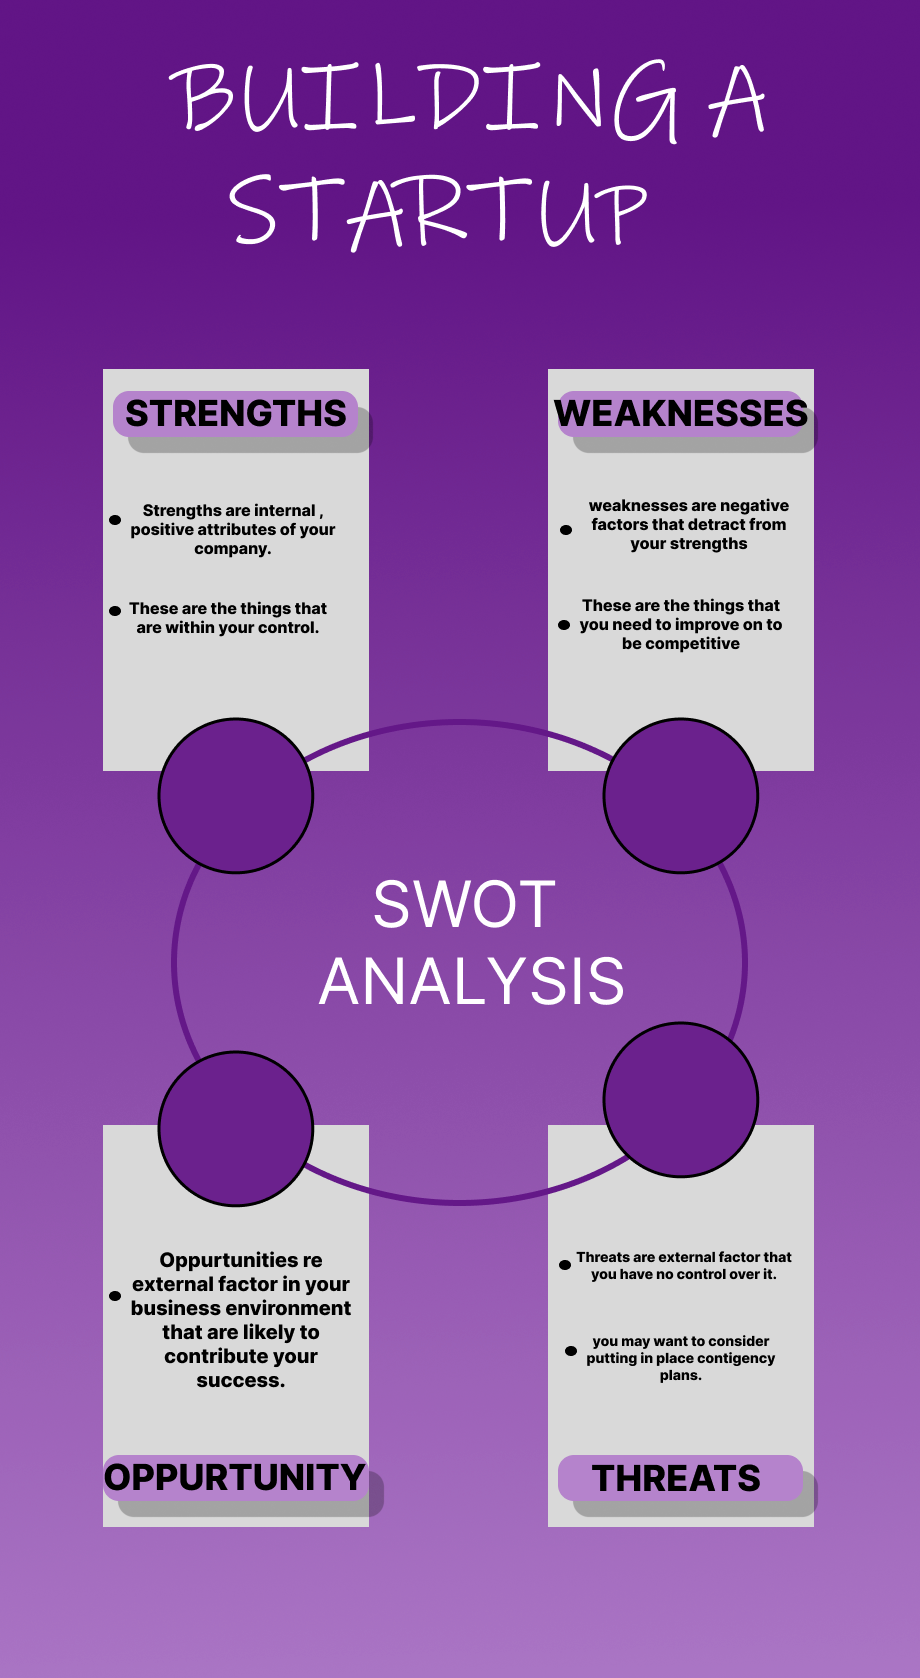 BUILDING A
STARTUP
STRENGTHS
Strengths are internal ,
positive attributes of your
company.
These are the things that
are within your control.
WEAKNESSES
weaknesses are negative
factors that detract from
your strengths
These are the things that
you need to improve on to
be competitive
SWOT
ANALYSIS
Oppurtunities re
external factor in your
business environment
that are likely to
contribute your
success.
OPPURTUNITY
Threats are external factor that
you have no control over it.
you may want to consider
putting in place contigency
plans.
THREATS